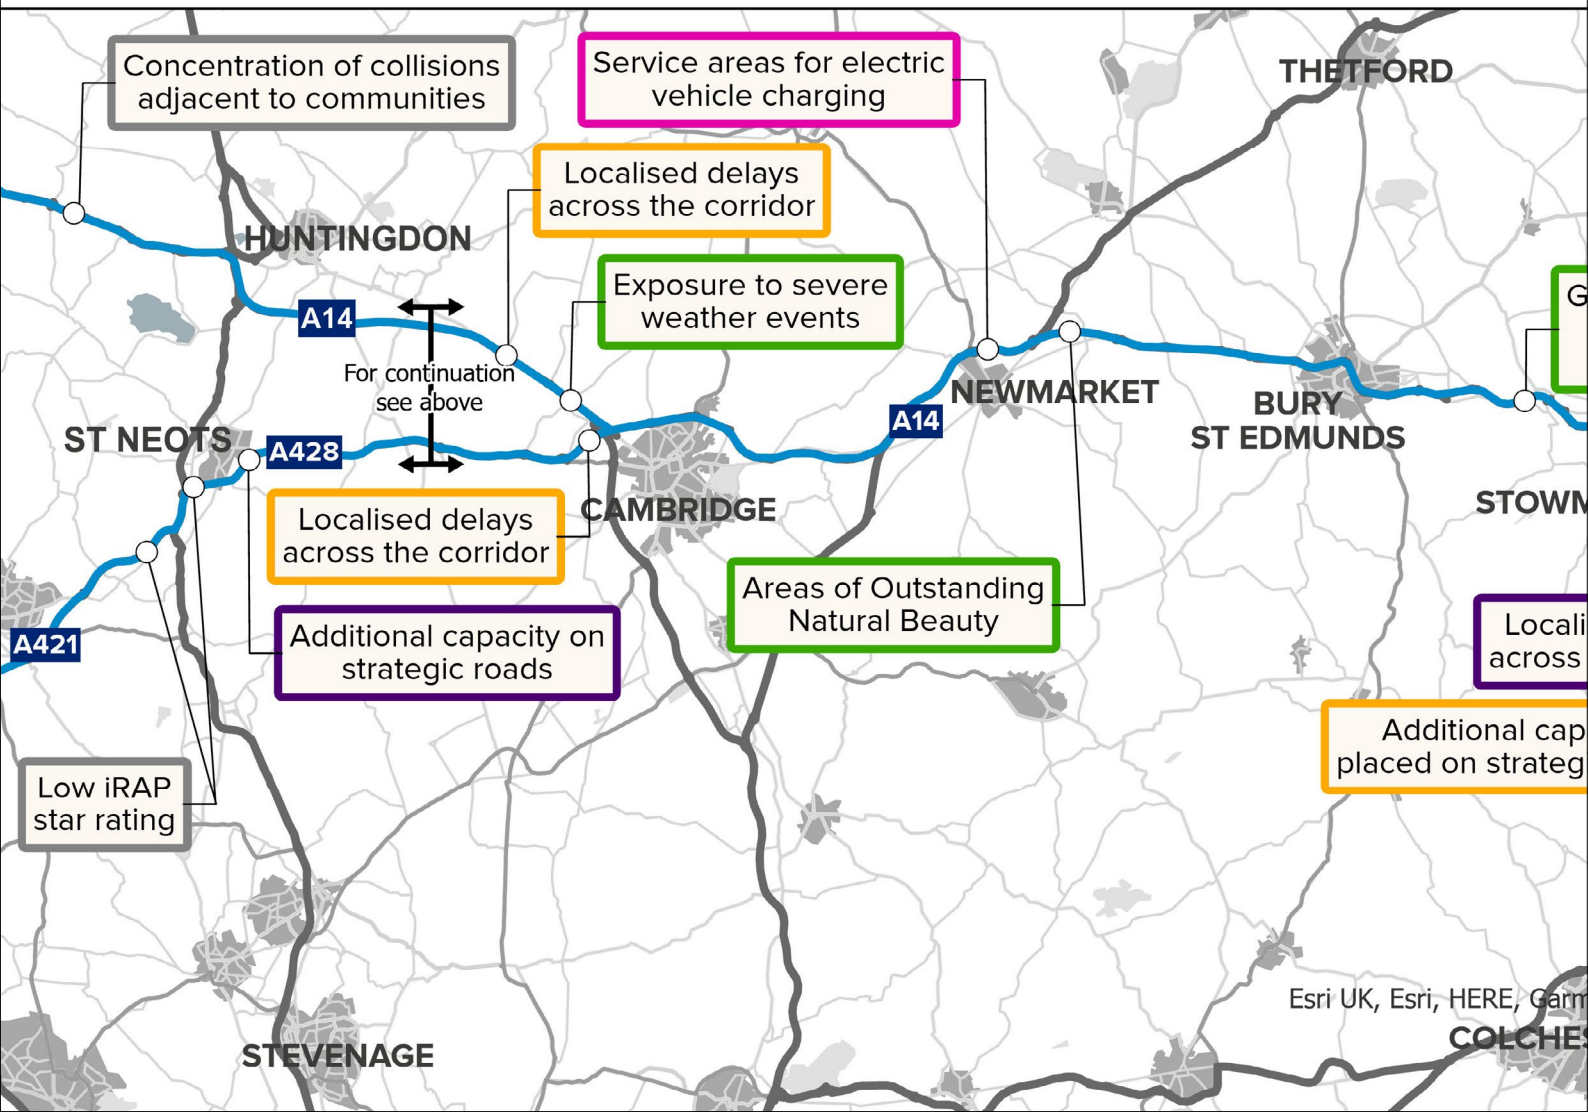 Concentration of collisions
adjacent to communities
Service areas for electric
vehicle charging
THETFORD
Localised delays
across the corridor
HUNTINGDON
Exposure to severe
weather events
G
A14
For continuation
see above
NEWMARKET
A14
BURY
ST EDMUNDS
ST NEOTS
A428
CAMBRIDGE
STOWM
Localised delays
across the corridor
Areas of Outstanding
Natural Beauty
A421
Additional capacity on
strategic roads
Locali
across
Additional cap
placed on strateg
Low iRAP
star rating
Esri UK, Esri, HERE, Garm
COLCHES
STEVENAGE